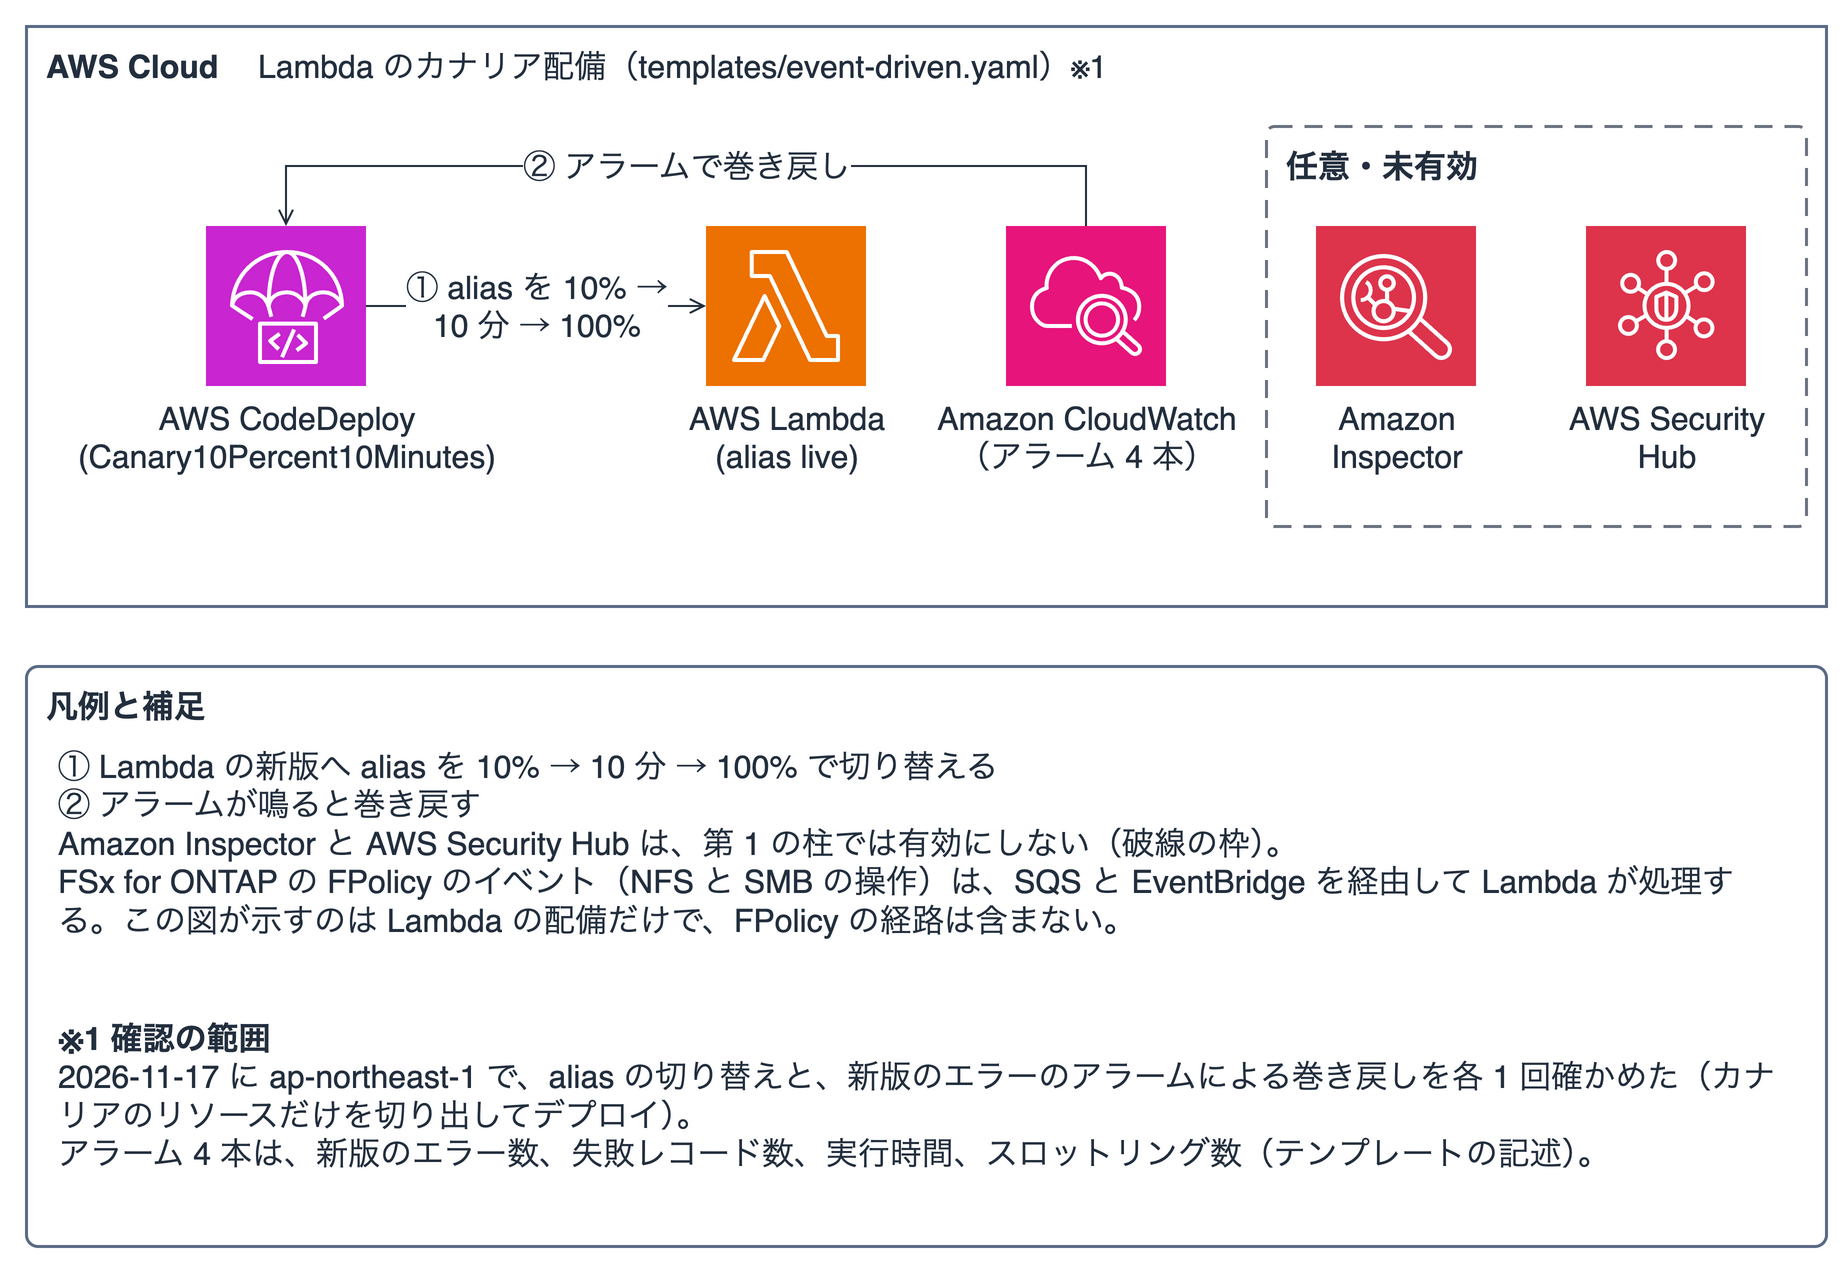 AWS Cloud Lambda のカナリア配備（templates/event-driven.yaml）※1
② アラームで巻き戻し
任意・未有効
① alias を 10% →
10 分 → 100%
AWS CodeDeploy
(Canary10Percent10Minutes)
AWS Lambda
(alias live)
Amazon CloudWatch
（アラーム 4 本）
Amazon
Inspector
AWS Security
Hub
凡例と補足
① Lambda の新版へ alias を 10% → 10 分 → 100% で切り替える
② アラームが鳴ると巻き戻す
Amazon Inspector と AWS Security Hub は、第 1 の柱では有効にしない（破線の枠）。
FSx for ONTAP の FPolicy のイベント（NFS と SMB の操作）は、SQS と EventBridge を経由して Lambda が処理す
る。この図が示すのは Lambda の配備だけで、FPolicy の経路は含まない。
※1 確認の範囲
2026-11-17 に ap-northeast-1 で、alias の切り替えと、新版のエラーのアラームによる巻き戻しを各 1 回確かめた（カナ
リアのリソースだけを切り出してデプロイ）。
アラーム 4 本は、新版のエラー数、失敗レコード数、実行時間、スロットリング数（テンプレートの記述）。